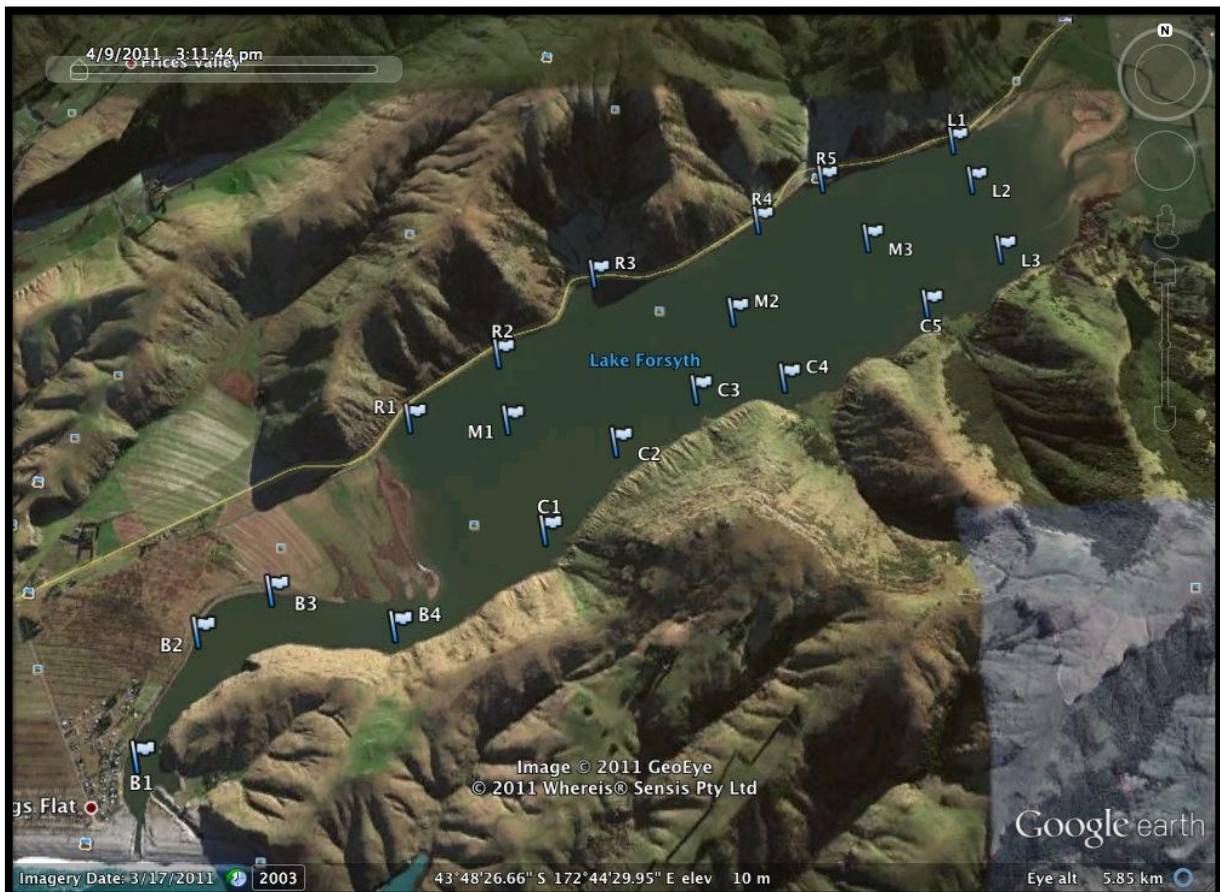 4/9/2011 3:11:44 pm
Prices Valley
N
L1
R5
L2
R4
M3
L3
R3
M2
C5
R2
Lake Forsyth
C4
C3
R1
M1
C2
C1
B3
B4
B2
B1
Image © 2011 GeoEye
© 2011 Whereis® Sensis Pty Ltd
gs Flat
Google earth
Imagery Date: 3/17/2011
2003
43°48'26.66" S 172°44'29.95" E elev 10 m
Eye alt 5.85 km